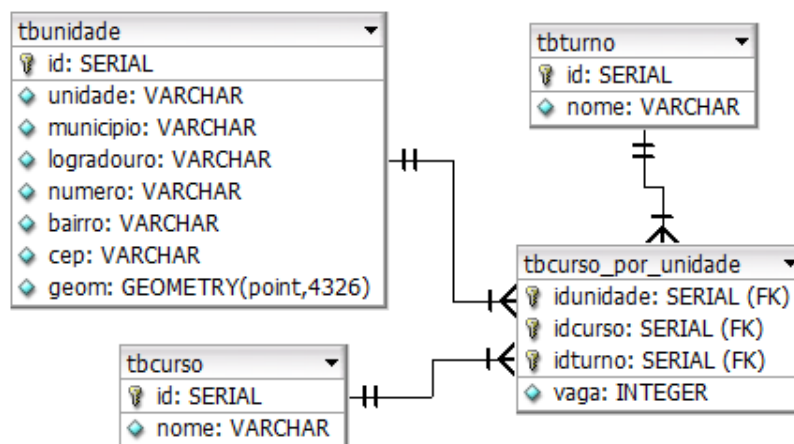 tbunidade
id: SERIAL
unidade: VARCHAR
municipio: VARCHAR
logradouro: VARCHAR
numero: VARCHAR
bairro: VARCHAR
cep: VARCHAR
geom: GEOMETRY(point,4326)
tbturno
id: SERIAL
nome: VARCHAR
tbcurso_por_unidade
idunidade: SERIAL (FK)
idcurso: SERIAL (FK)
idturno: SERIAL (FK)
vaga: INTEGER
tbcurso
id: SERIAL
nome: VARCHAR